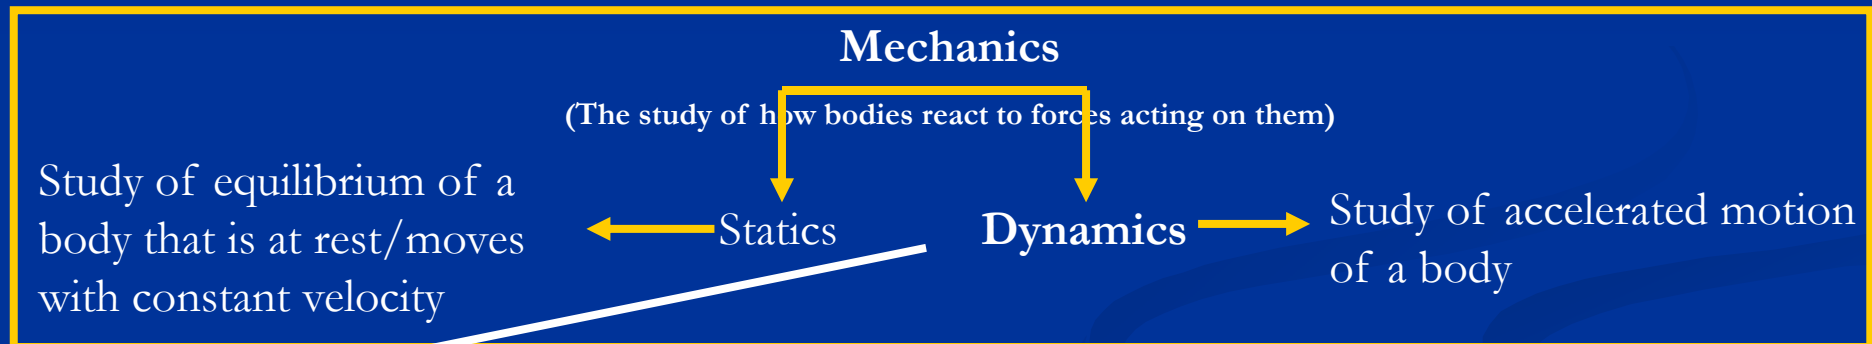 Mechanics
(The study of how bodies react to forces acting on them)
Study of equilibrium of a
body that is at rest/moves
with constant velocity
Statics
Dynamics
Study of accelerated motion
of a body